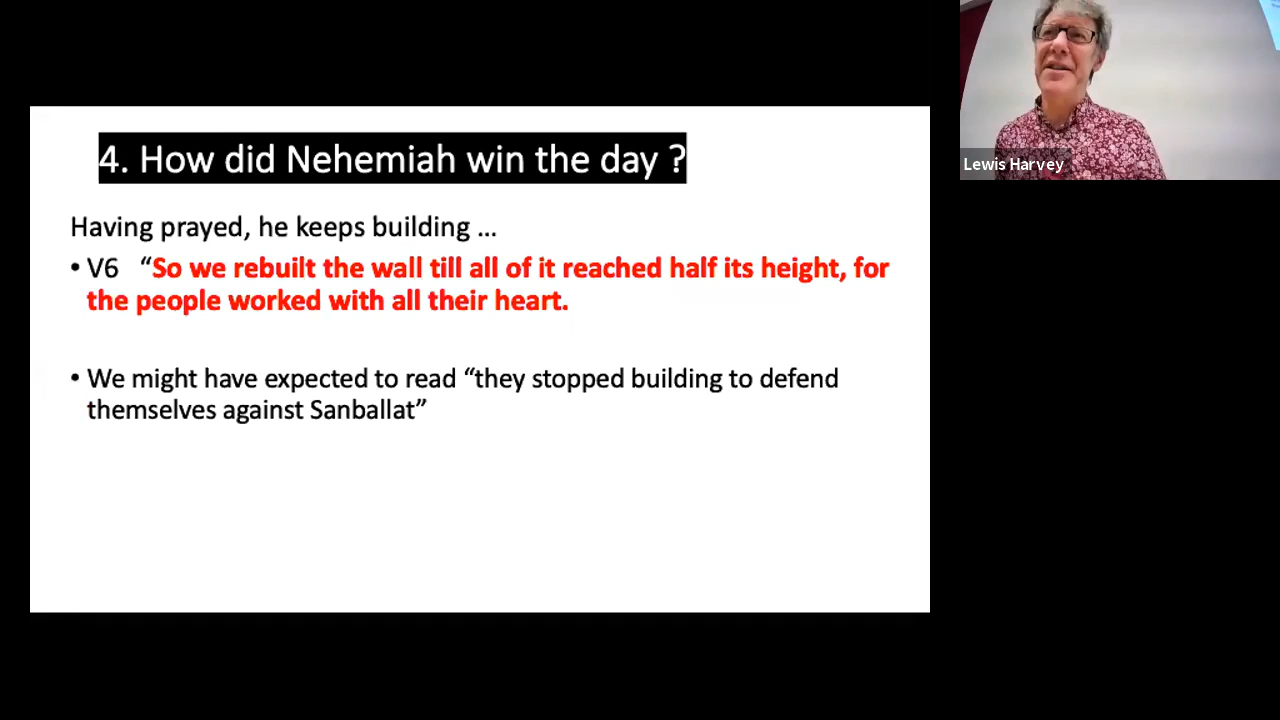 4. How did Nehemiah win the day ?
Having prayed, he keeps building ...
• V6 “So we rebuilt the wall till all of it reached half its height, for
the people worked with all their heart.
• We might have expected to read “they stopped building to defend
themselves against Sanballat”
Lewis Harvey